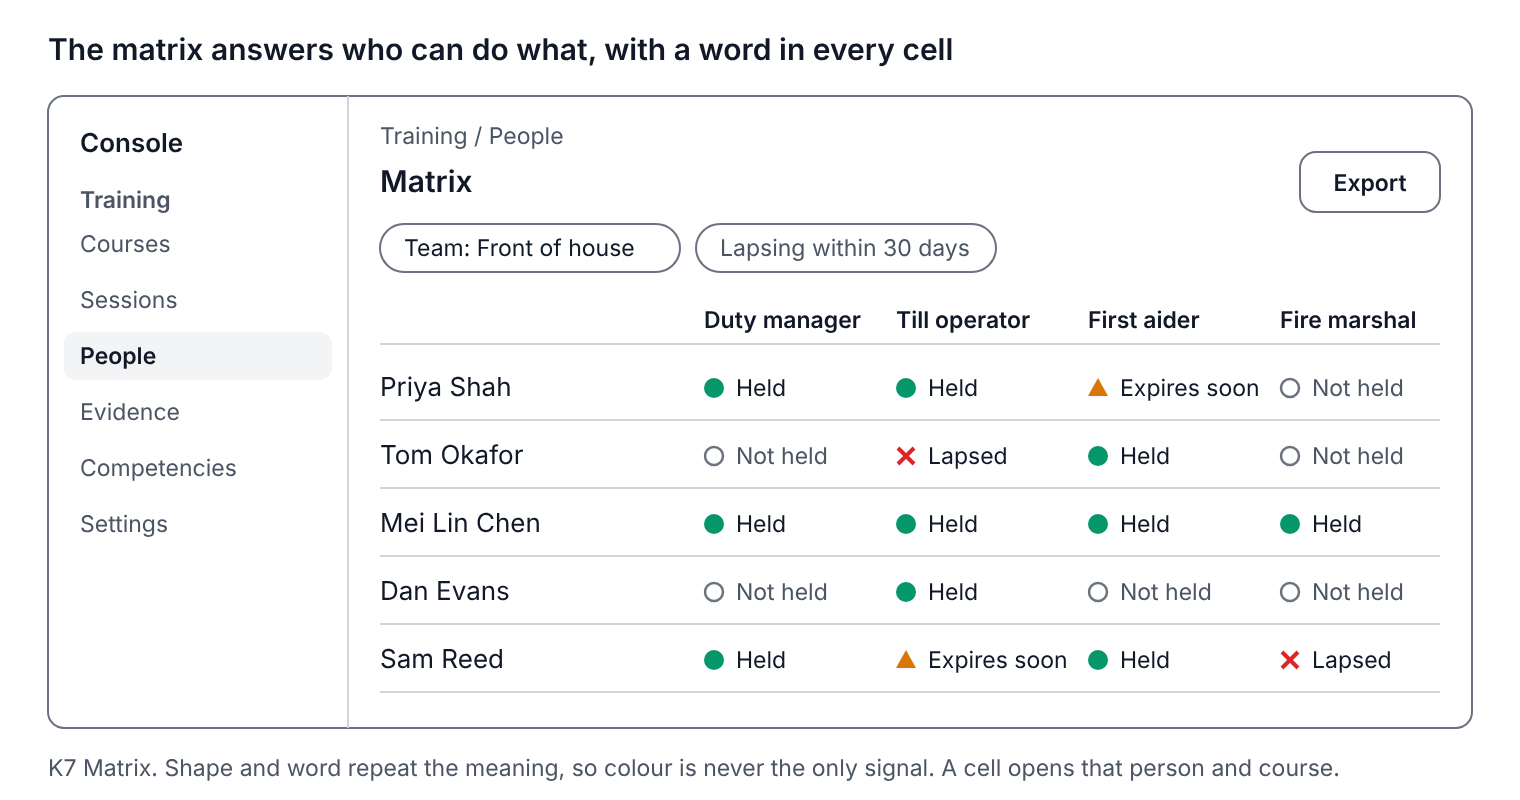 The matrix answers who can do what, with a word in every cell
Console
Training
Courses
Sessions
People
Evidence
Competencies
Settings
Training / People
Matrix
Export
Team: Front of house
Lapsing within 30 days
Duty manager Till operator First aider Fire marshal
Priya Shah Held Held Expires soon Not held
Tom Okafor Not held Lapsed Held Not held
Mei Lin Chen Held Held Held Held
Dan Evans Not held Held Not held Not held
Sam Reed Held Expires soon Held Lapsed
K7 Matrix. Shape and word repeat the meaning, so colour is never the only signal. A cell opens that person and course.